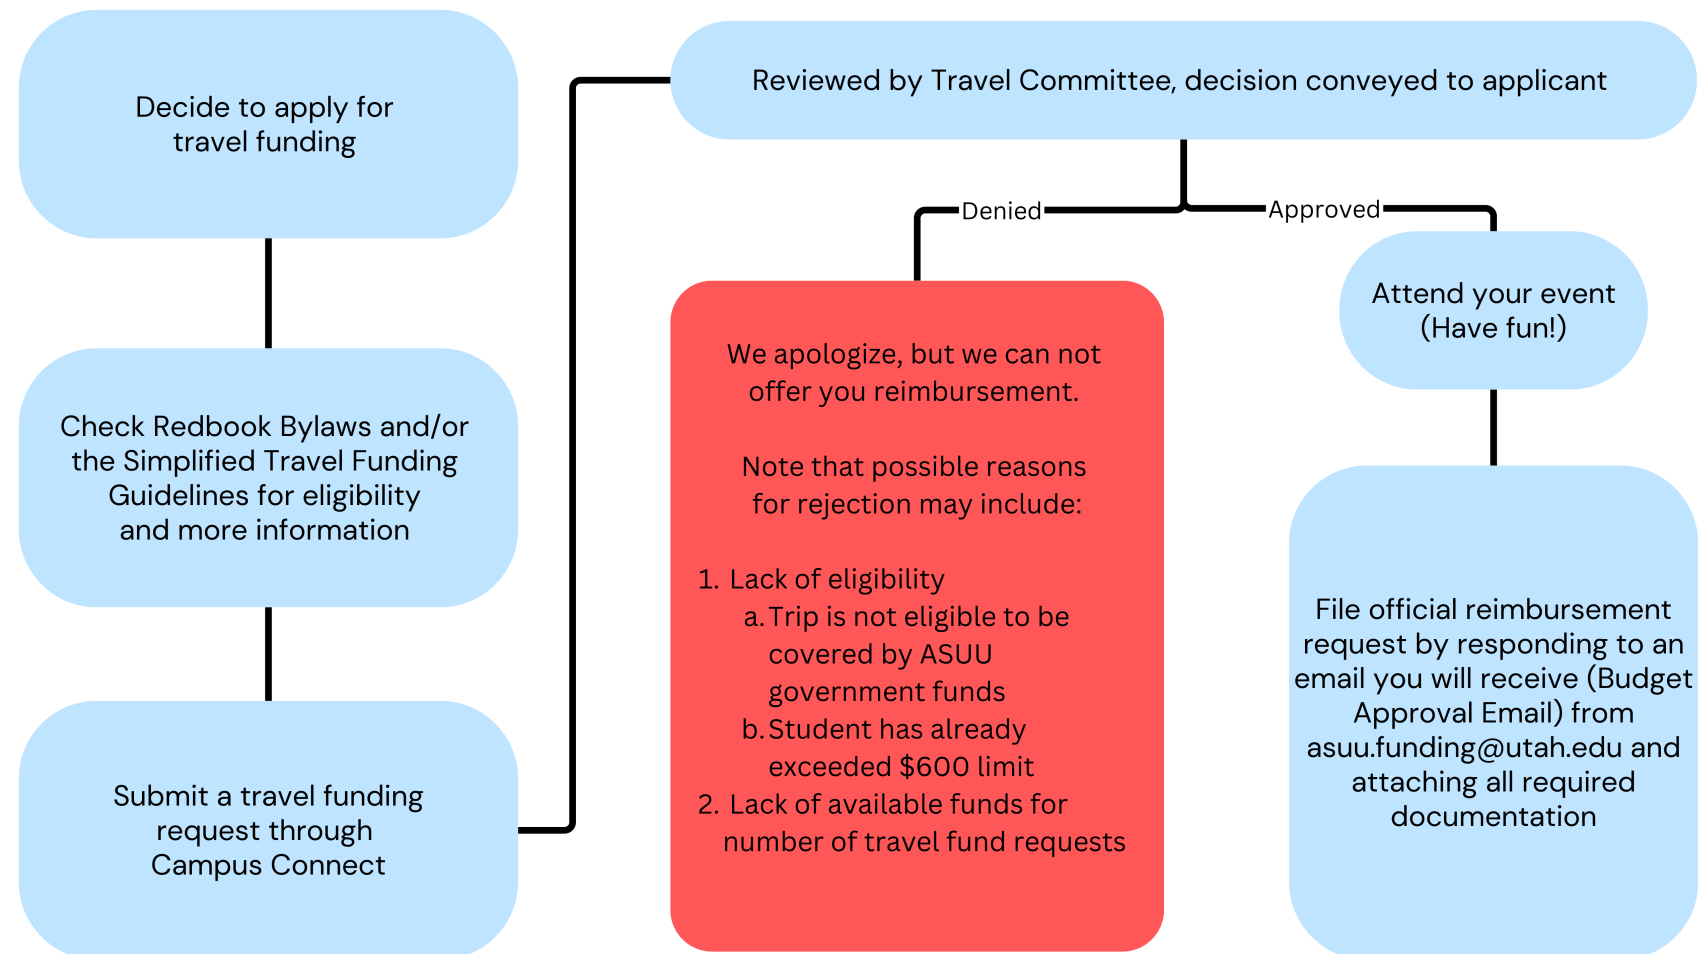 Decide to apply for
travel funding
Check Redbook Bylaws and/or
the Simplified Travel Funding
Guidelines for eligibility
and more information
Submit a travel funding
request through
Campus Connect
Reviewed by Travel Committee, decision conveyed to applicant
Denied
We apologize, but we can not
offer you reimbursement.
Note that possible reasons
for rejection may include:
1. Lack of eligibility
a. Trip is not eligible to be
covered by ASUU
government funds
b. Student has already
exceeded $600 limit
2. Lack of available funds for
number of travel fund requests
Approved
Attend your event
(Have fun!)
File official reimbursement
request by responding to an
email you will receive (Budget
Approval Email) from
asuu.funding@utah.edu and
attaching all required
documentation